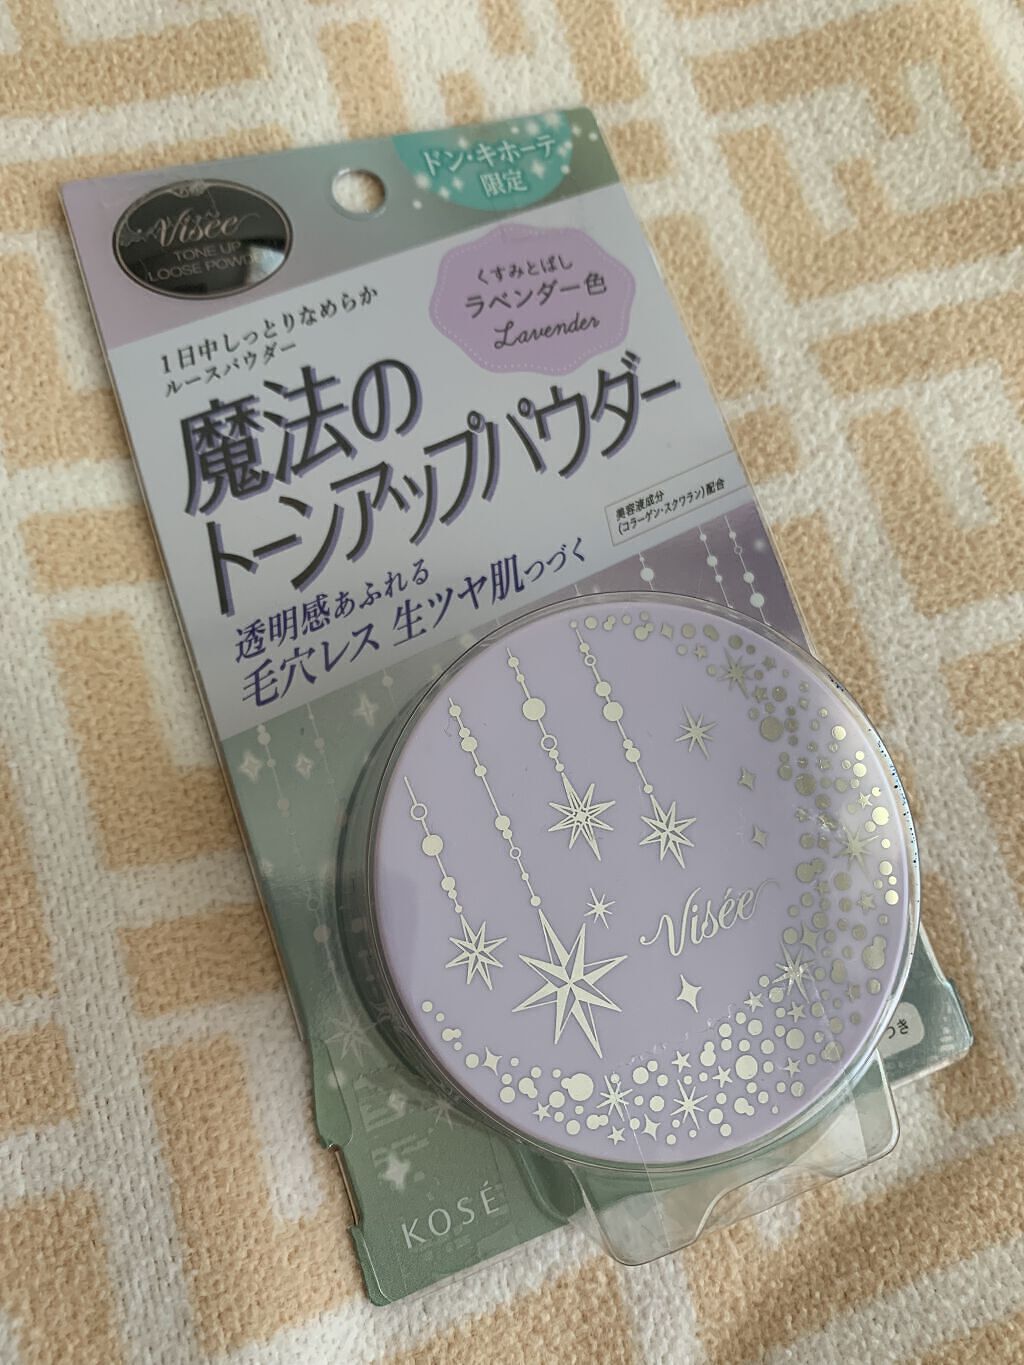 ドン・キホーテ
限定
Visée
TONE UP
LOOSE POWDER
くすみとばし
ラベンダー色
Lavender
1日中しっとりなめらか
ルースパウダー
魔法の
トーンアップパウダー
美容液成分
(コラーゲン・スクワラン)配合
透明感あふれる
毛穴レス 生ツヤ肌つづく
Visée
つき
KOSÉ